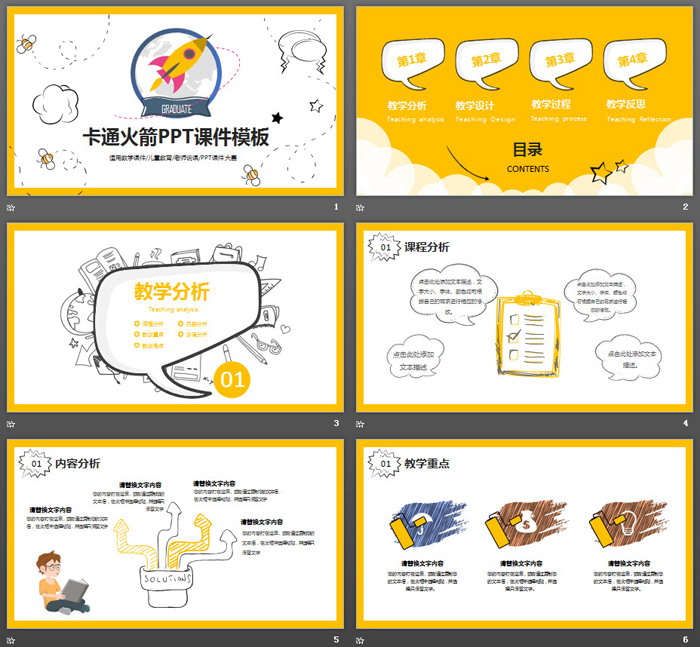 GRADUATE
卡通火箭PPT课件模板
适用教学课件/儿童教育/老师说课/PPT课件大赛
1
第1章
第2章
第3章
第4章
教学分析
教学设计
教学过程
教学反思
Teaching analysis
Teaching Design
Teaching process
Teaching Reflection
目录
CONTENTS
2
教学分析
Teaching analysis
课程分析
内容分析
教学重点
学情分析
教学难点
01
3
01
课程分析
点击此处添加文本描述，文
字大小、字体、颜色均可根
据自己的需求进行相应的修
改。
点击此处添加文本描述，
文字大小、字体、颜色均
可根据自己的需求进行相
应的修改。
点击此处添加
文本描述
点击此处添加文本
描述。
4
01
内容分析
请替换文字内容
请替换文字内容
请替换文字内容
请替换文字内容
SOLUTIONS
5
01
教学重点
请替换文字内容
请替换文字内容
请替换文字内容
6